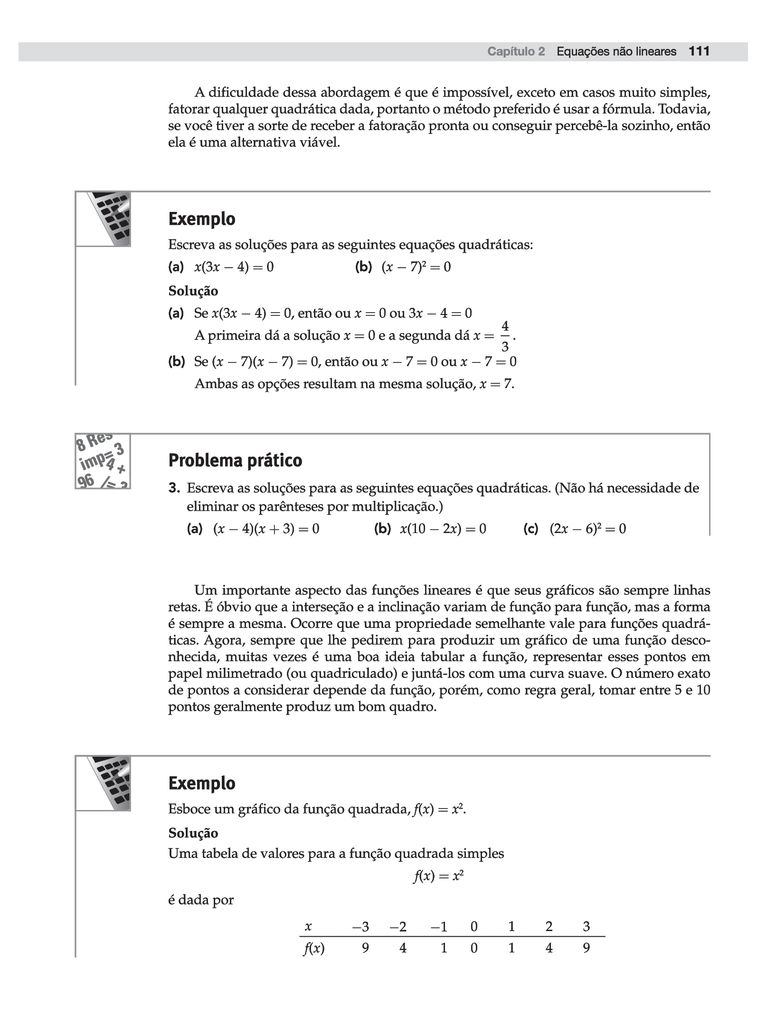 Capítulo 2 Equações não lineares 111
A dificuldade dessa abordagem é que é impossível, exceto em casos muito simples,
fatorar qualquer quadrática dada, portanto o método preferido é usar a fórmula. Todavia,
se você tiver a sorte de receber a fatoração pronta ou conseguir percebê-la sozinho, então
ela é uma alternativa viável.
Exemplo
Escreva as soluções para as seguintes equações quadráticas:
(a) x(3x − 4) = 0 (b) (x − 7)² = 0
Solução
(a) Se x(3x − 4) = 0, então ou x = 0 ou 3x − 4 = 0
A primeira dá a solução x = 0 e a segunda dá x = 4/3.
(b) Se (x − 7)(x − 7) = 0, então ou x − 7 = 0 ou x − 7 = 0
Ambas as opções resultam na mesma solução, x = 7.
8 Res
imp= 3
4 +
96 /= 2
Problema prático
3. Escreva as soluções para as seguintes equações quadráticas. (Não há necessidade de
eliminar os parênteses por multiplicação.)
(a) (x − 4)(x + 3) = 0 (b) x(10 − 2x) = 0 (c) (2x − 6)² = 0
Um importante aspecto das funções lineares é que seus gráficos são sempre linhas
retas. É óbvio que a interseção e a inclinação variam de função para função, mas a forma
é sempre a mesma. Ocorre que uma propriedade semelhante vale para funções quadrá-
ticas. Agora, sempre que lhe pedirem para produzir um gráfico de uma função desco-
nhecida, muitas vezes é uma boa ideia tabular a função, representar esses pontos em
papel milimetrado (ou quadriculado) e juntá-los com uma curva suave. O número exato
de pontos a considerar depende da função, porém, como regra geral, tomar entre 5 e 10
pontos geralmente produz um bom quadro.
Exemplo
Esboce um gráfico da função quadrada, f(x) = x².
Solução
Uma tabela de valores para a função quadrada simples
f(x) = x²
é dada por
x −3 −2 −1 0 1 2 3
f(x) 9 4 1 0 1 4 9